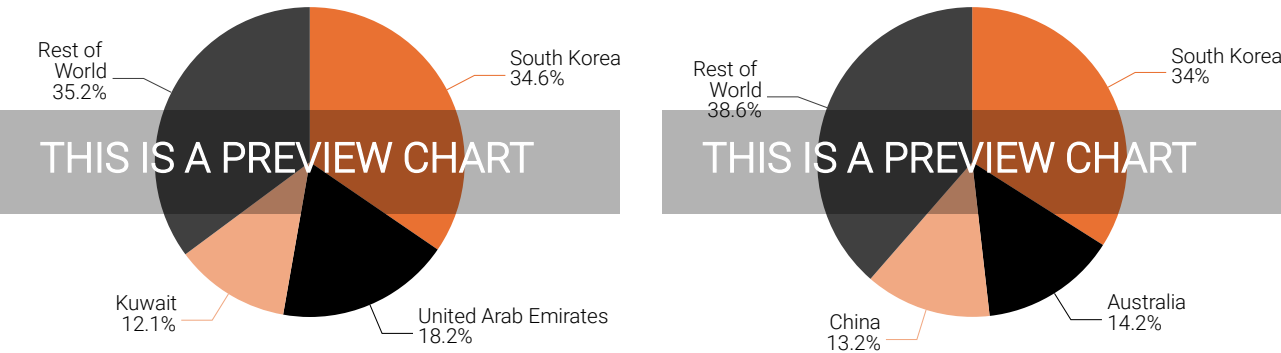 Rest of
World
35.2%
South Korea
34.6%
THIS IS A PREVIEW CHART
Kuwait
12.1%
United Arab Emirates
18.2%
Rest of
World
38.6%
South Korea
34%
THIS IS A PREVIEW CHART
China
13.2%
Australia
14.2%